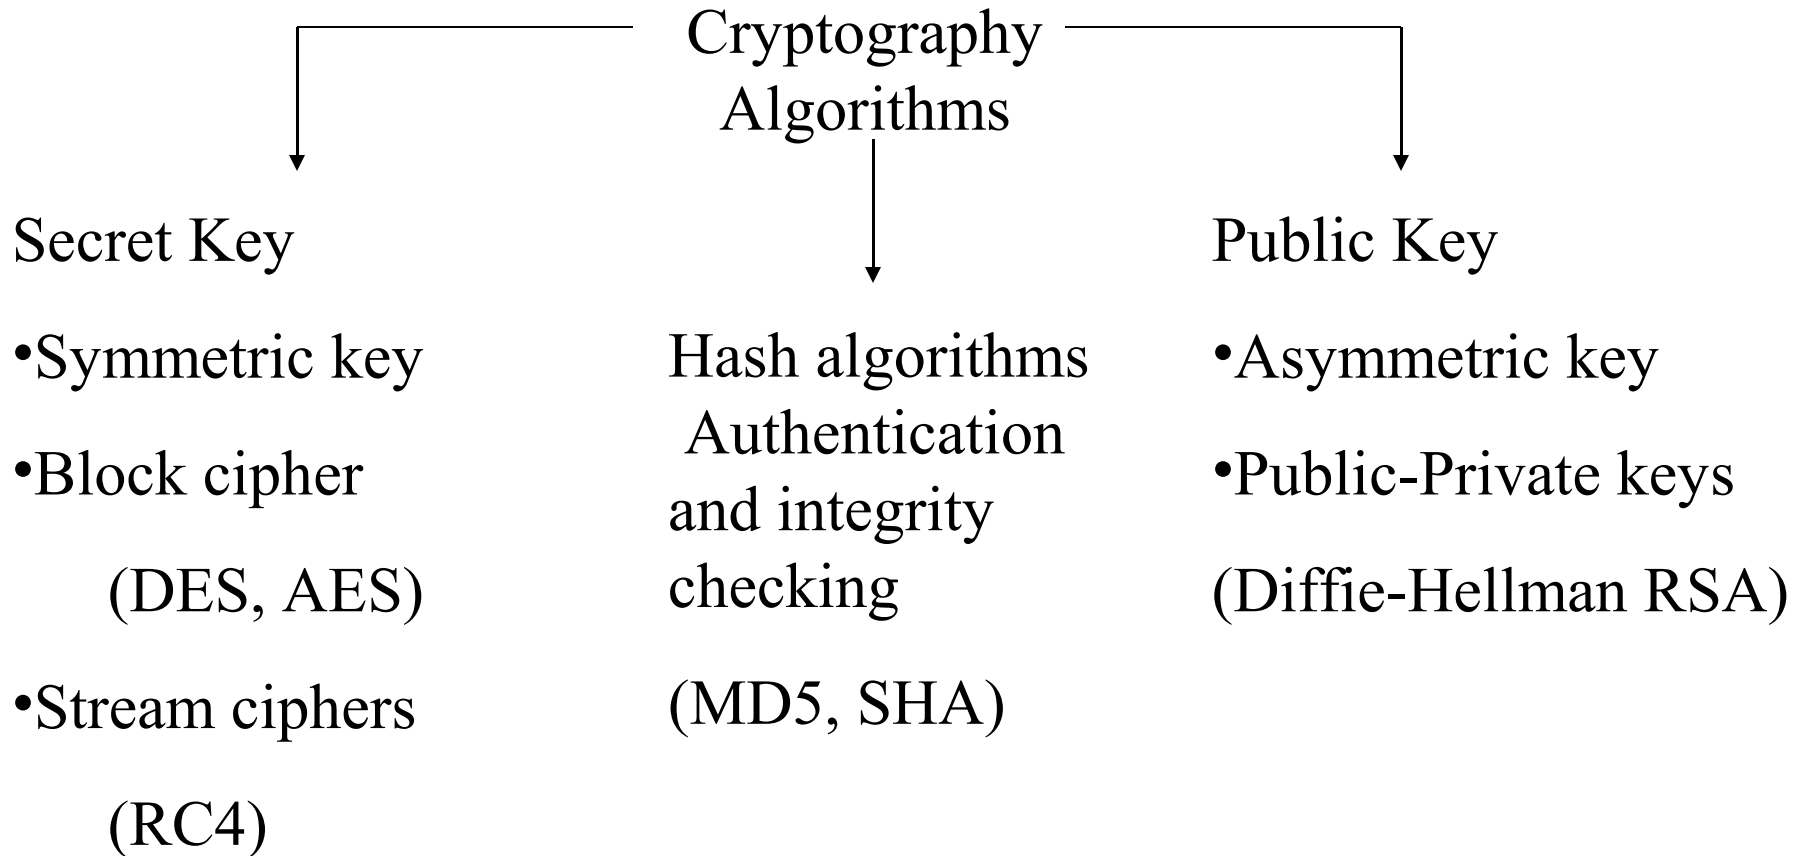 Cryptography
Algorithms
Secret Key
•Symmetric key
•Block cipher
(DES, AES)
•Stream ciphers
(RC4)
Hash algorithms
Authentication
and integrity
checking
(MD5, SHA)
Public Key
•Asymmetric key
•Public-Private keys
(Diffie-Hellman RSA)